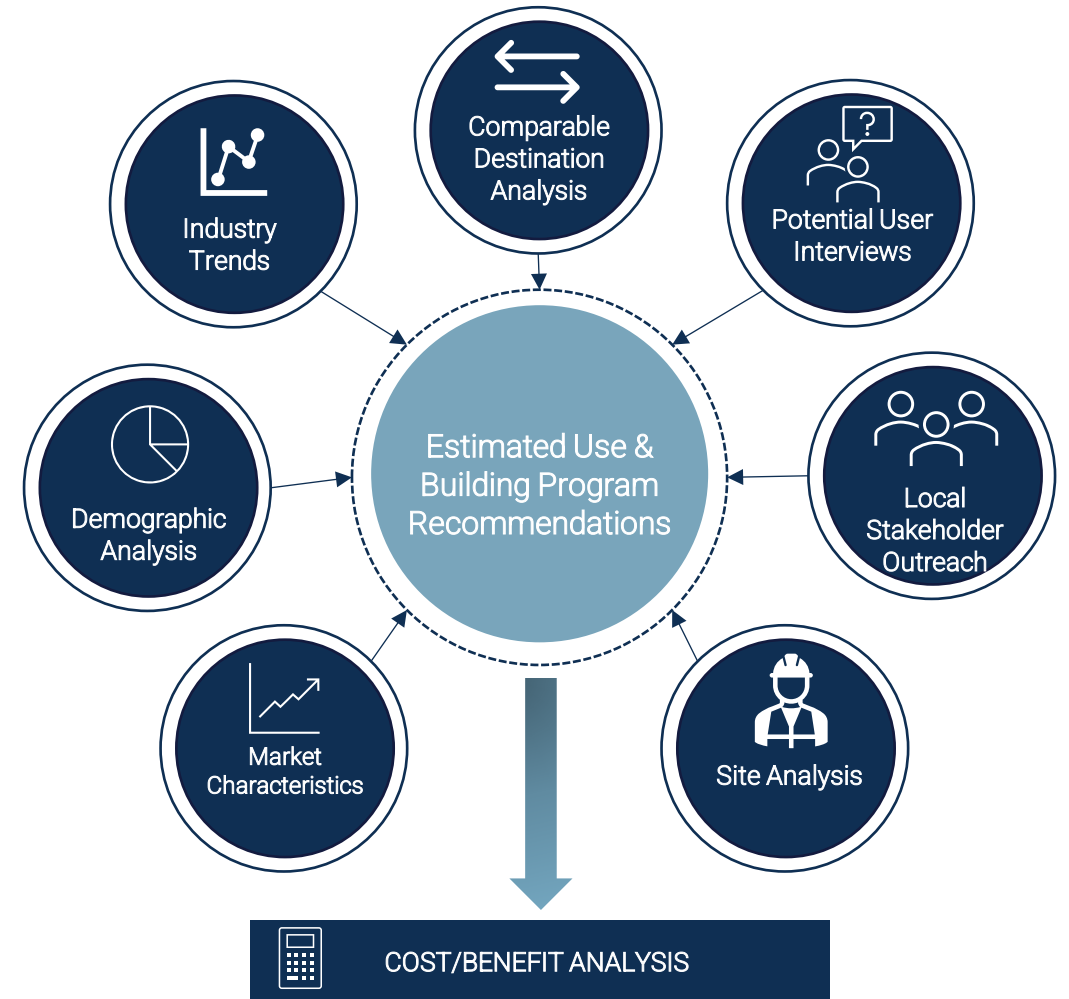 Comparable
Destination
Analysis
?
Potential User
Interviews
Industry
Trends
Local
Stakeholder
Outreach
Estimated Use &
Building Program
Recommendations
Demographic
Analysis
Market
Characteristics
Site Analysis
COST/BENEFIT ANALYSIS